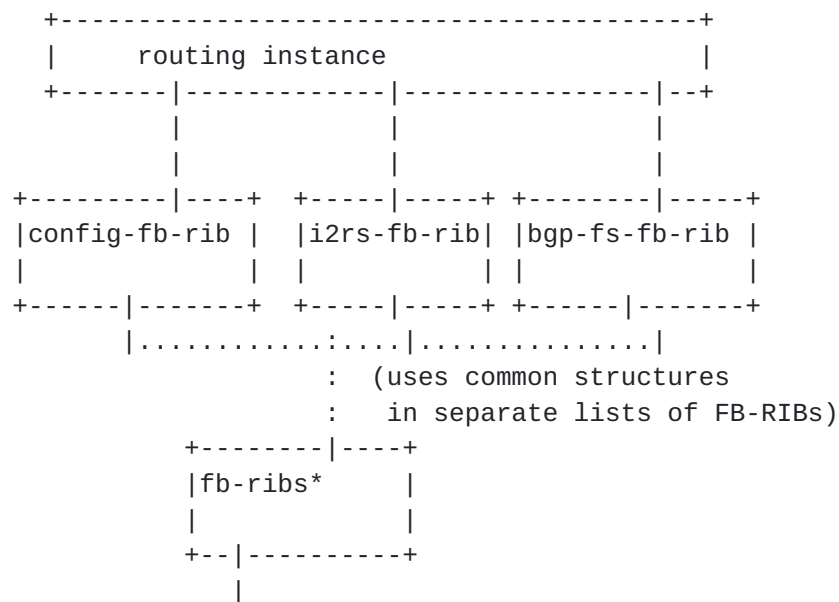 routing instance
config-fb-rib i2rs-fb-rib bgp-fs-fb-rib
(uses common structures
in separate lists of FB-RIBs)
fb-ribs*